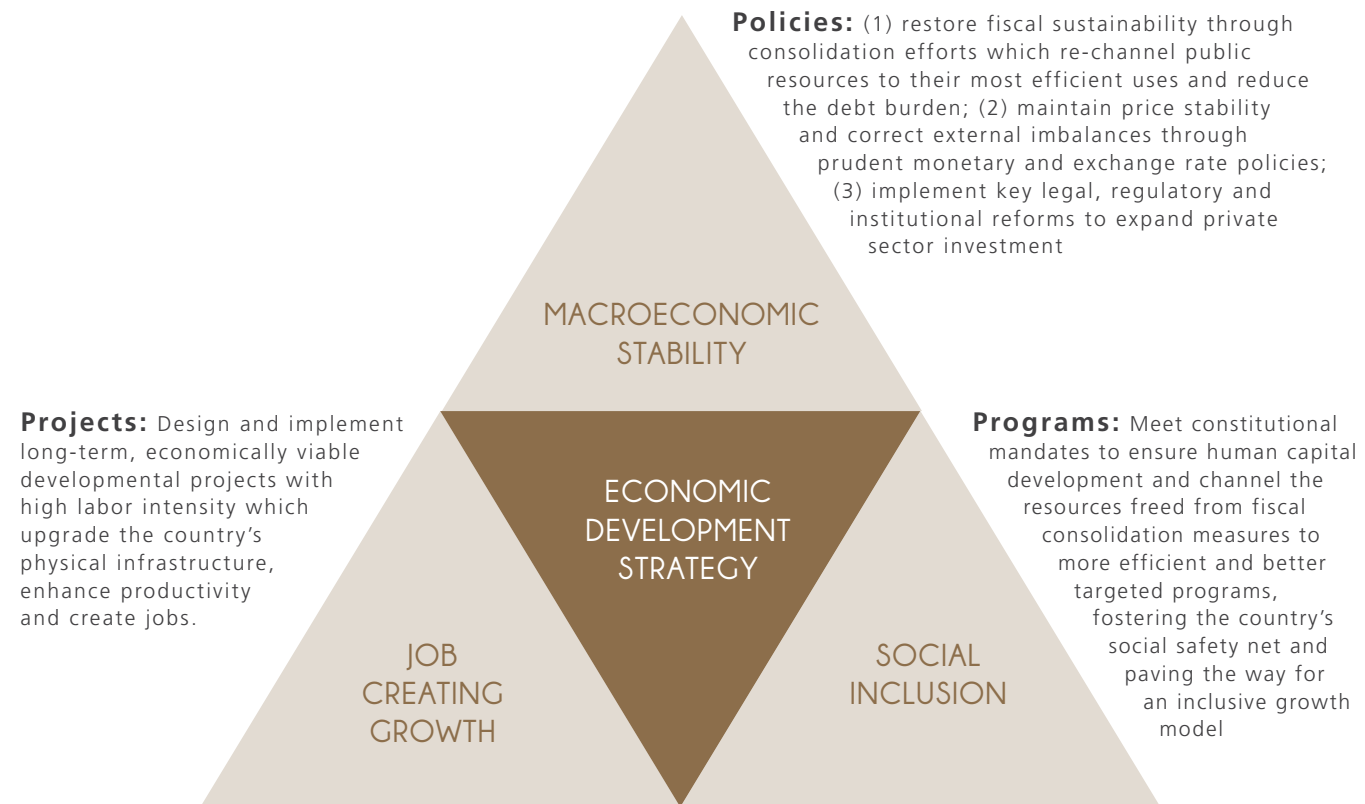 Policies: (1) restore fiscal sustainability through
consolidation efforts which re-channel public
resources to their most efficient uses and reduce
the debt burden; (2) maintain price stability
and correct external imbalances through
prudent monetary and exchange rate policies;
(3) implement key legal, regulatory and
institutional reforms to expand private
sector investment
MACROECONOMIC
STABILITY
Projects: Design and implement
long-term, economically viable
developmental projects with
high labor intensity which
upgrade the country’s
physical infrastructure,
enhance productivity
and create jobs.
ECONOMIC
DEVELOPMENT
STRATEGY
Programs: Meet constitutional
mandates to ensure human capital
development and channel the
resources freed from fiscal
consolidation measures to
more efficient and better
targeted programs,
fostering the country’s
social safety net and
paving the way for
an inclusive growth
model
JOB
CREATING
GROWTH
SOCIAL
INCLUSION